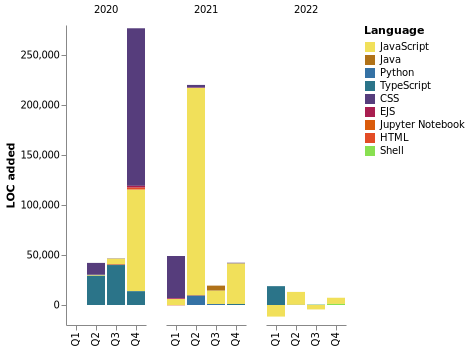 2020 2021 2022
Language
JavaScript
Java
Python
TypeScript
CSS
EJS
Jupyter Notebook
HTML
Shell
LOC added
250,000
200,000
150,000
100,000
50,000
0
Q1 Q2 Q3 Q4 Q1 Q2 Q3 Q4 Q1 Q2 Q3 Q4